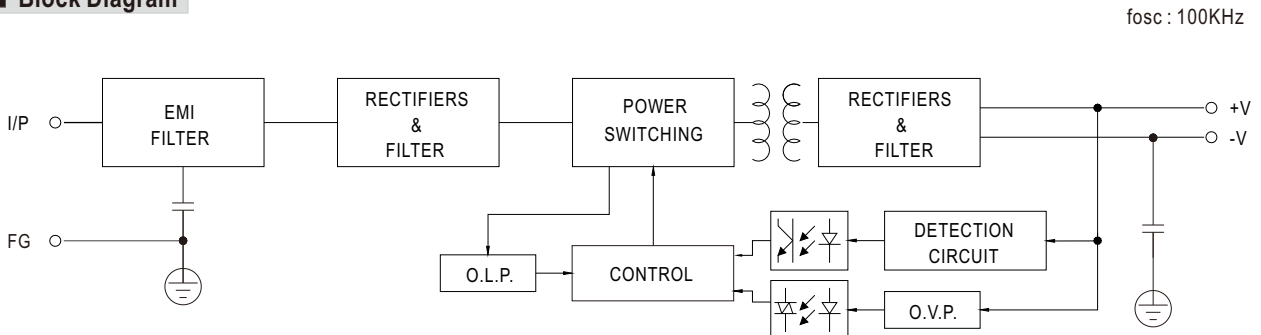 Block Diagram
fosc : 100KHz
I/P
EMI
FILTER
RECTIFIERS
&
FILTER
POWER
SWITCHING
RECTIFIERS
&
FILTER
+V
-V
FG
O.L.P.
CONTROL
DETECTION
CIRCUIT
O.V.P.